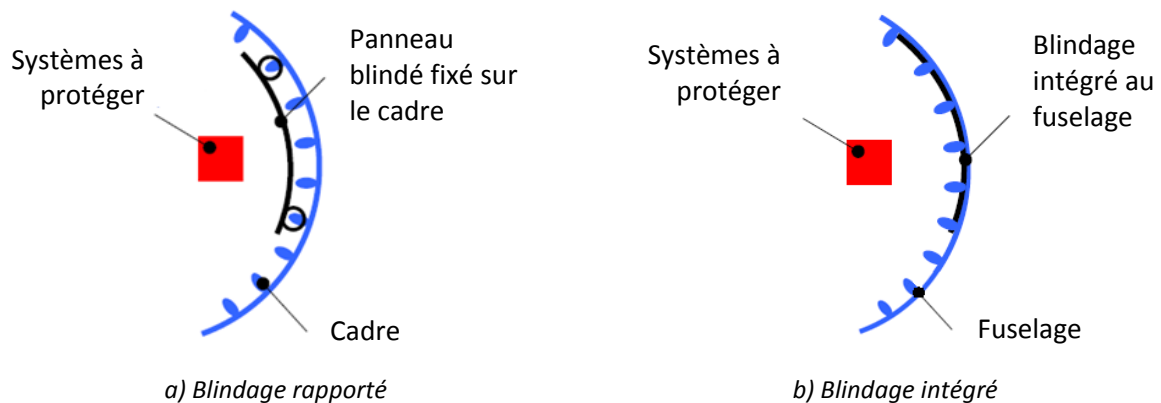 Systèmes à
protéger
Panneau
blindé fixé sur
le cadre
Cadre
a) Blindage rapporté
Systèmes à
protéger
Blindage
intégré au
fuselage
Fuselage
b) Blindage intégré